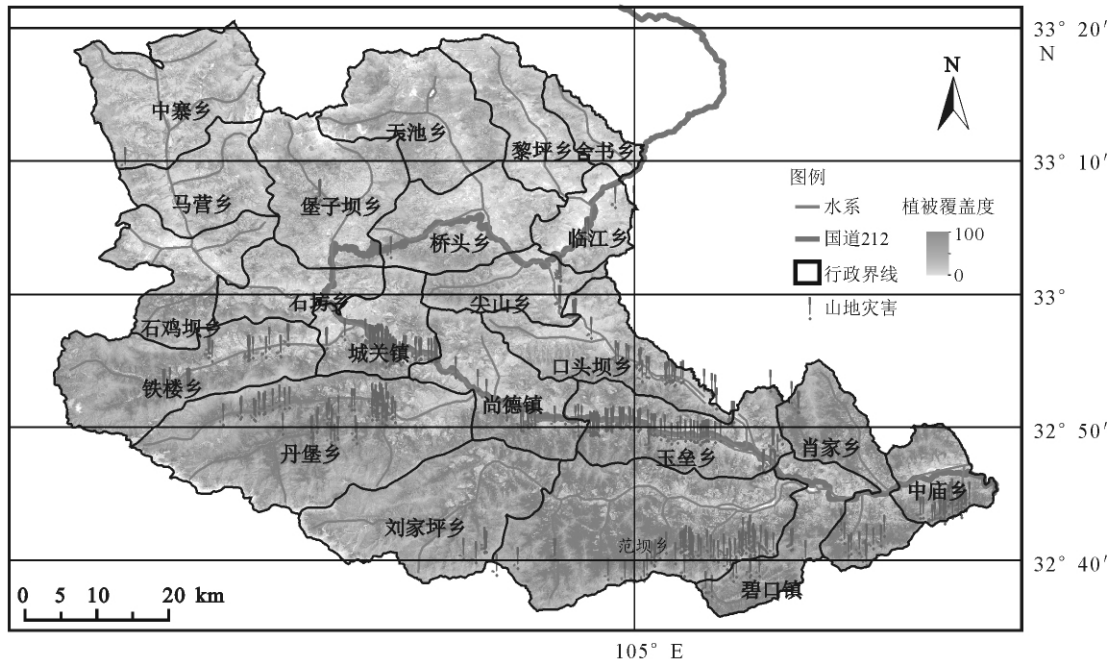 33° 20′
N
N
中寨乡
天池乡
黎坪乡
舍书乡
33° 10′
图例
马营乡
堡子坝乡
水系
植被覆盖度
桥头乡
临江乡
国道212
100
行政界线
0
33°
石坊乡
尖山乡
山地灾害
石鸡坝乡
城关镇
口头坝乡
铁楼乡
尚德镇
32° 50′
丹堡乡
玉垒乡
肖家乡
中庙乡
刘家坪乡
范坝乡
32° 40′
碧口镇
0 5 10 20 km
105° E